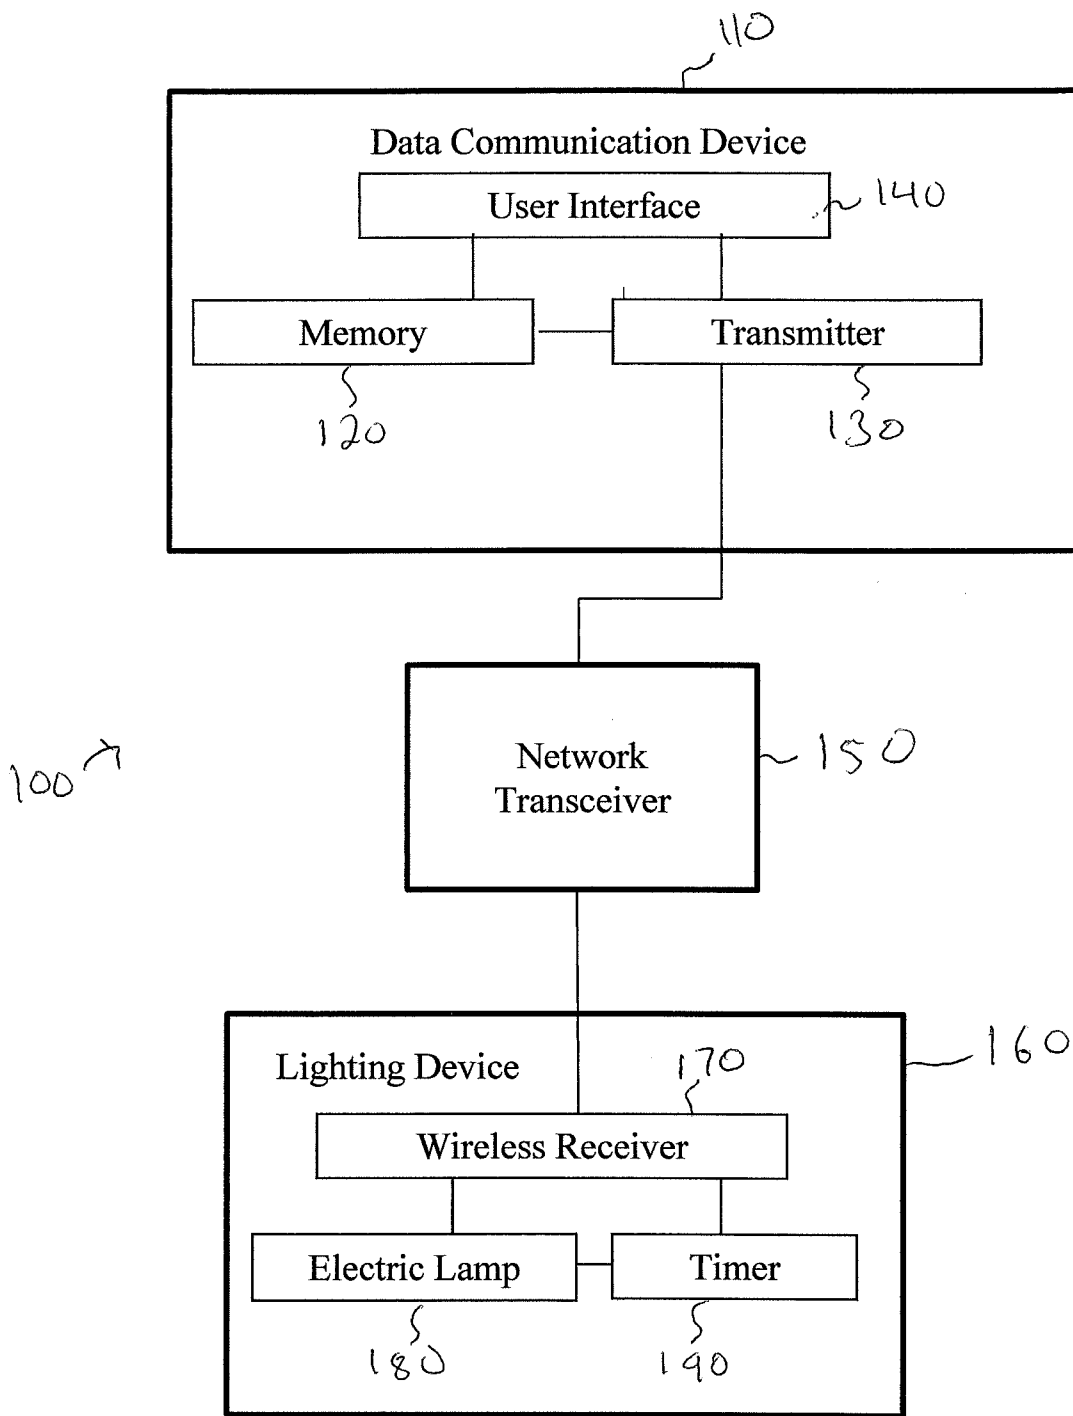 110
Data Communication Device
User Interface
140
Memory
Transmitter
120
130
Network
Transceiver
150
100
160
Lighting Device
170
Wireless Receiver
Electric Lamp
Timer
180
190